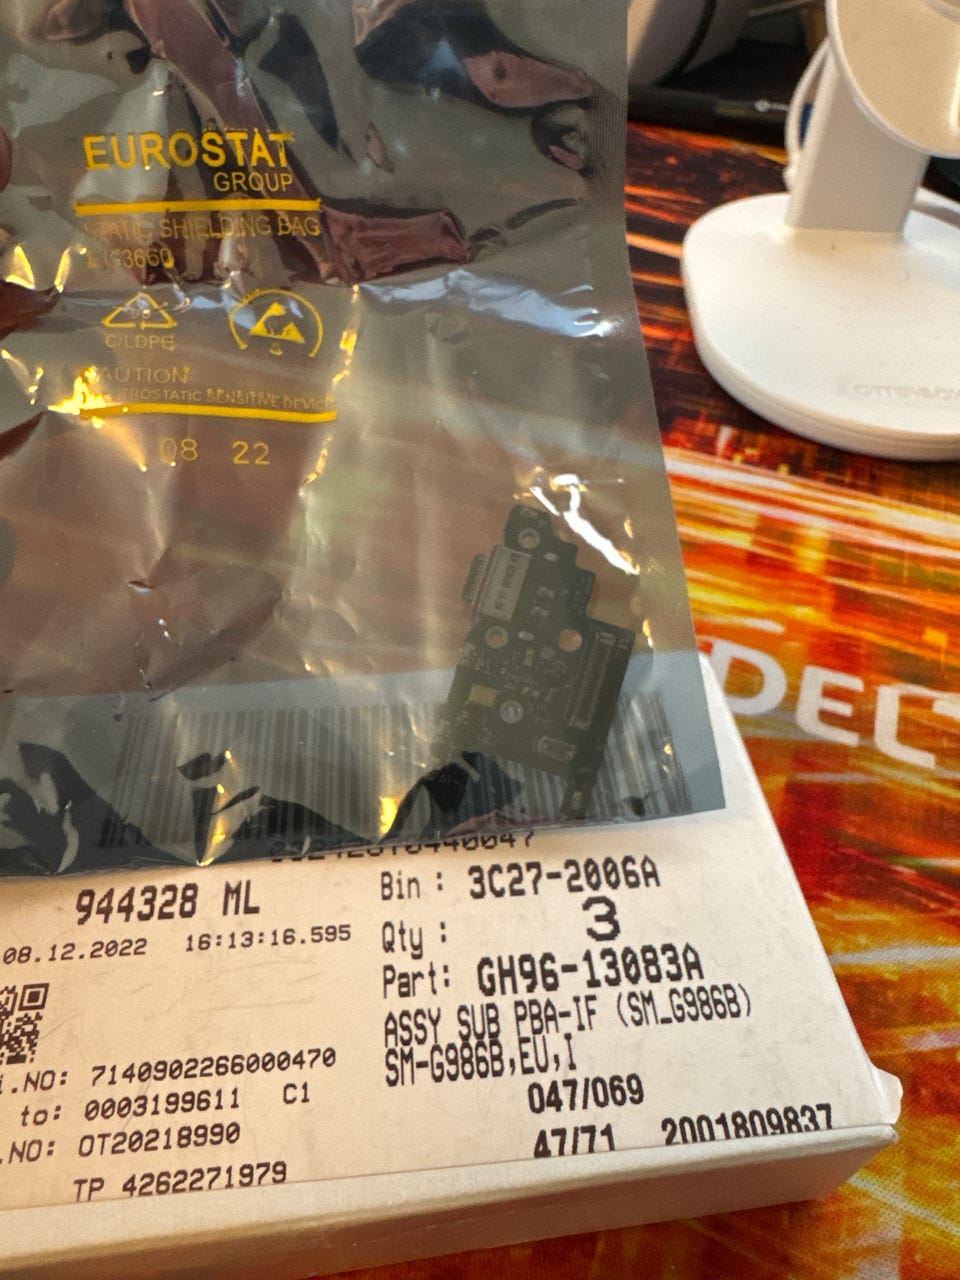 EUROSTAT
GROUP
STATIC SHIELDING BAG
C/LDPE
CAUTION
SENSITIVE DEVICE
08 22
DEL
944328 ML
08.12.2022 16:13:16.595
Bin : 3C27-2006A
Qty : 3
Part: GH96-13083A
ASSY SUB PBA-IF (SM_G986B)
SM-G986B,EU,I
.NO: 7140902266000470
to: 0003199611 C1
.NO: OT20218990
TP 4262271979
047/069
47/71 2001809837